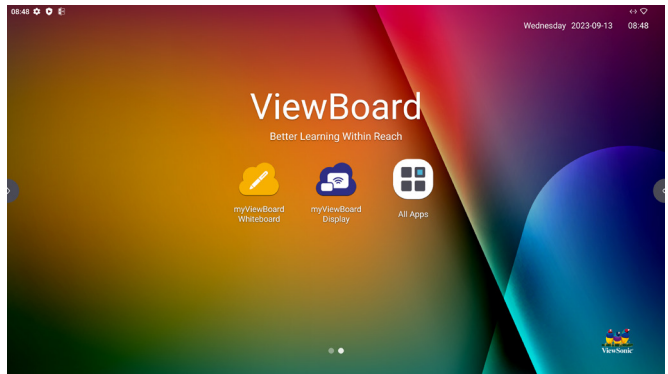 08:48
Wednesday 2023-09-13 08:48
ViewBoard
Better Learning Within Reach
myViewBoard
Whiteboard
myViewBoard
Display
All Apps
ViewSonic